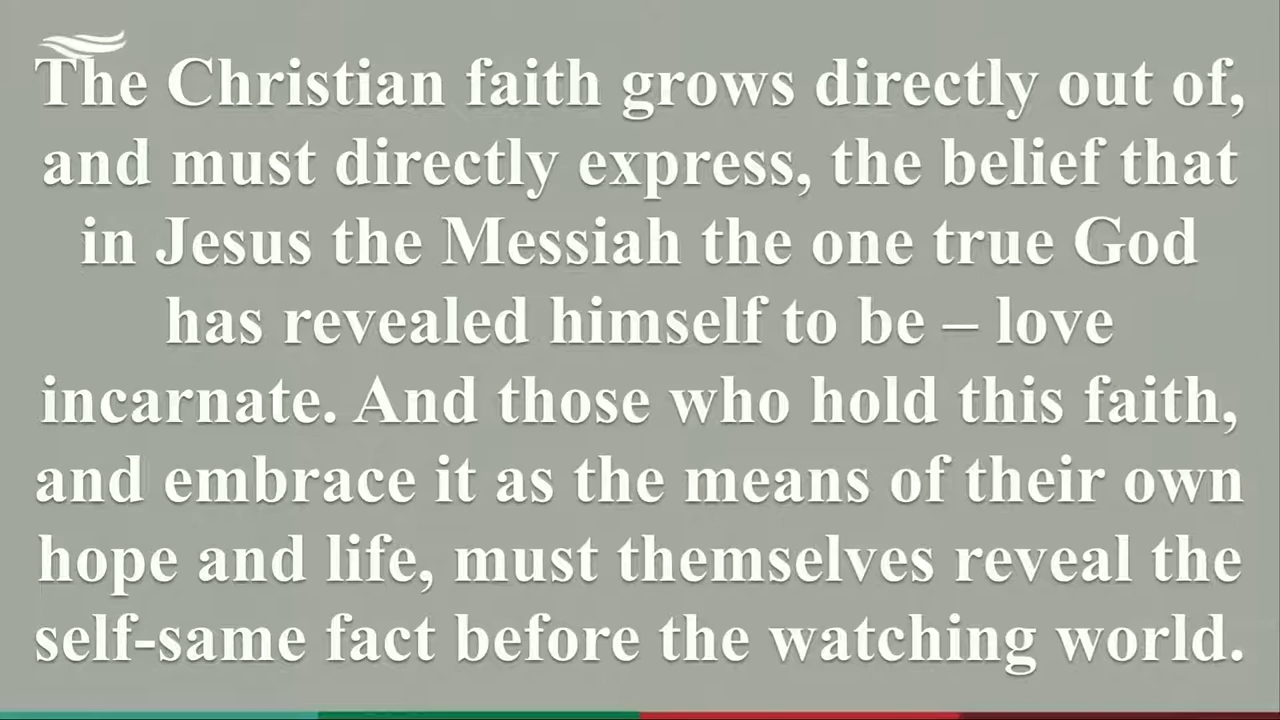 The Christian faith grows directly out of,
and must directly express, the belief that
in Jesus the Messiah the one true God
has revealed himself to be – love
incarnate. And those who hold this faith,
and embrace it as the means of their own
hope and life, must themselves reveal the
self-same fact before the watching world.